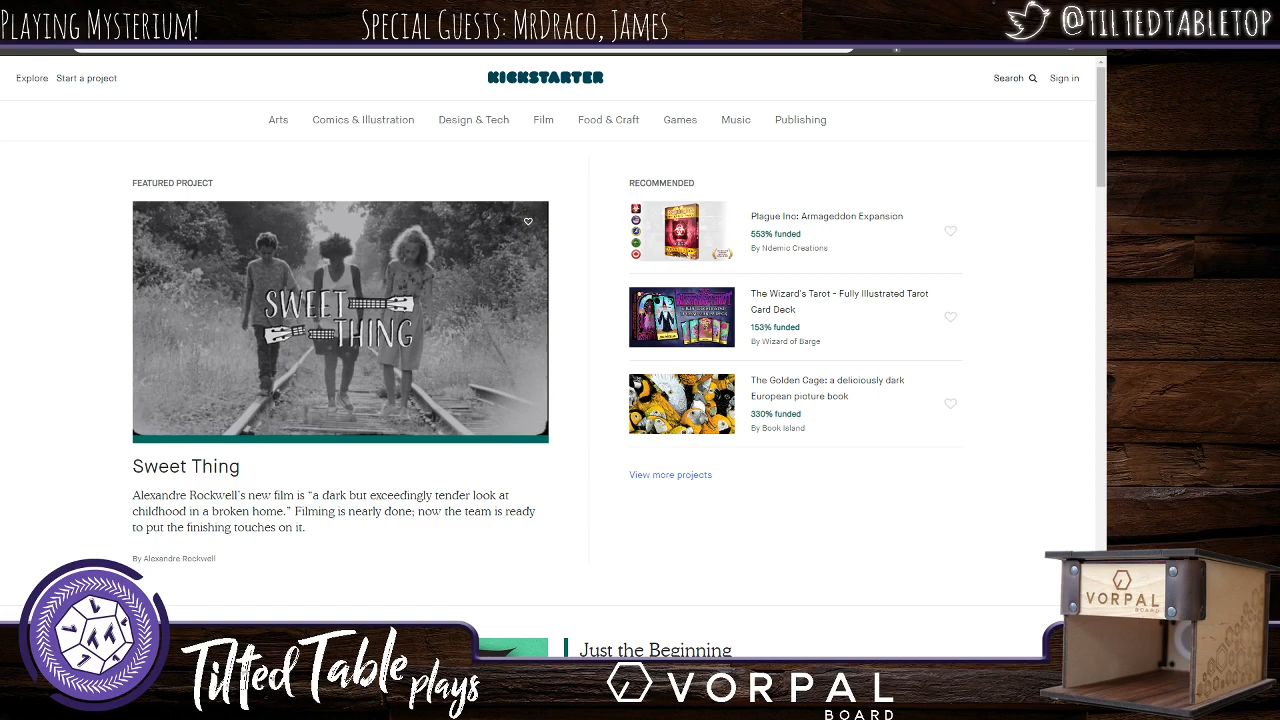 Playing Mysterium!
Special Guests: MrDraco, James
@tiltedtabletop
Explore Start a project
KICKSTARTER
Search Sign in
Arts Comics & Illustration Design & Tech Film Food & Craft Games Music Publishing
FEATURED PROJECT
SWEET
THING
Sweet Thing
Alexandre Rockwell's new film is “a dark but exceedingly tender look at
childhood in a broken home.” Filming is nearly done; now the team is ready
to put the finishing touches on it.
By Alexandre Rockwell
RECOMMENDED
Plague Inc: Armageddon Expansion
553% funded
By Ndemic Creations
The Wizard's Tarot - Fully Illustrated Tarot
Card Deck
153% funded
By Wizard of Barge
The Golden Cage: a deliciously dark
European picture book
330% funded
By Book Island
View more projects
Just the Beginning
Tilted Table plays
VORPAL
BOARD
VORPAL
BOARD